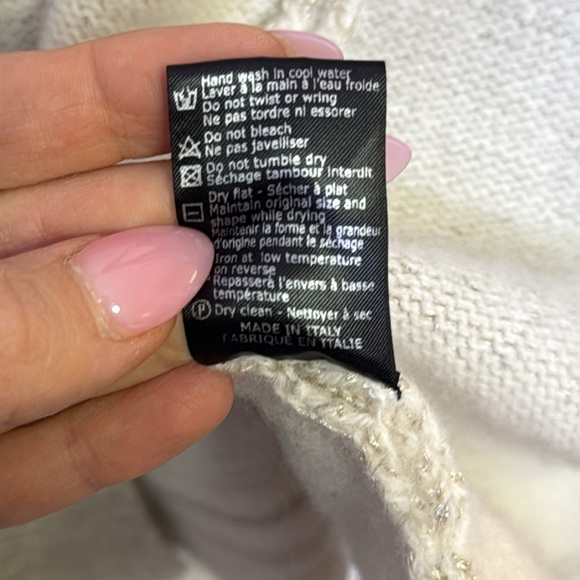 Hand wash in cool water
Laver à la main à l'eau froide
Do not twist or wring
Ne pas tordre ni essorer
Do not bleach
Ne pas javelliser
Do not tumble dry
Séchage tambour interdit
Dry flat - Sécher à plat
Maintain original size and
shape while drying
Maintenir la forme et la grandeur
d'origine pendant le séchage
Iron at low temperature
on reverse
Repasserà l'envers à basse
température
P Dry clean - Nettoyer à sec
MADE IN ITALY
FABRIQUÉ EN ITALIE